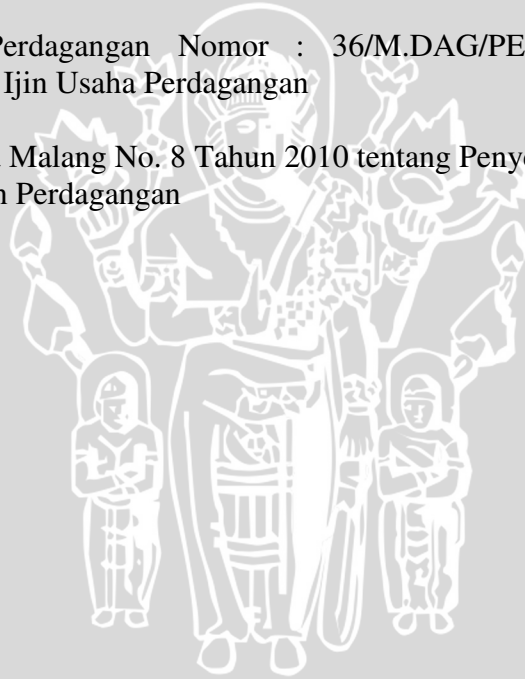 Perdagangan Nomor : 36/M.DAG/PE
Ijin Usaha Perdagangan
Malang No. 8 Tahun 2010 tentang Penye
n Perdagangan